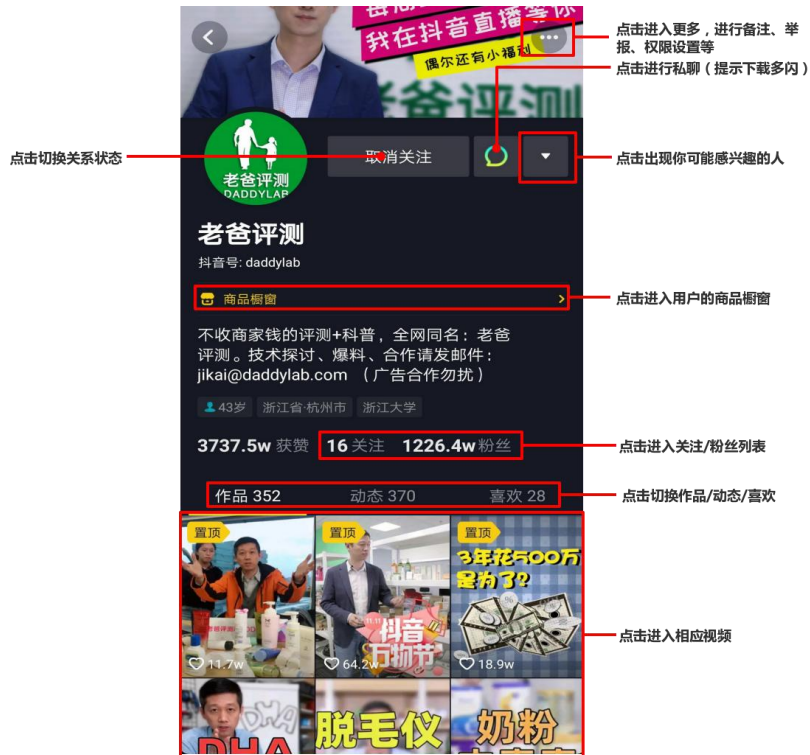 我在抖音直播等你
偶尔还有小福利
老爸评测
点击进入更多，进行备注、举
报、权限设置等
点击进行私聊（提示下载多闪）
点击切换关系状态
取消关注
点击出现你可能感兴趣的人
老爸评测
DADDYLAB
老爸评测
抖音号: daddylab
商品橱窗
点击进入用户的商品橱窗
不收商家钱的评测+科普，全网同名：老爸
评测。技术探讨、爆料、合作请发邮件：
jikai@daddylab.com （广告合作勿扰）
43岁 浙江省·杭州市 浙江大学
3737.5w 获赞 16 关注 1226.4w 粉丝
点击进入关注/粉丝列表
作品 352 动态 370 喜欢 28
点击切换作品/动态/喜欢
置顶 置顶 置顶
3年花500万
是为了?
11.11
抖音
万物节
11.7w 64.2w 18.9w
点击进入相应视频
DHA
DHA 脱毛仪 奶粉